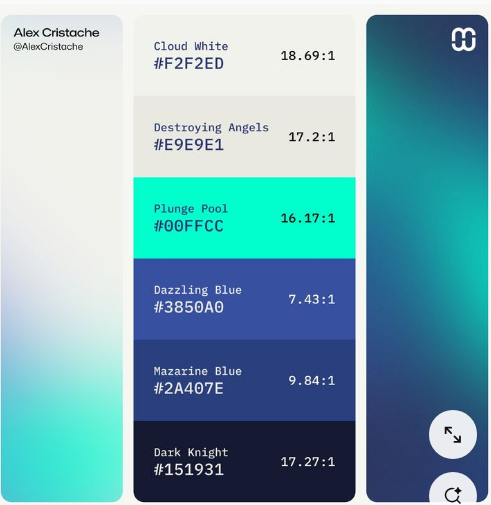 Alex Cristache
@AlexCristache
Cloud White
#F2F2ED
18.69:1
Destroying Angels
#E9E9E1
17.2:1
Plunge Pool
#00FFCC
16.17:1
Dazzling Blue
#3850A0
7.43:1
Mazarine Blue
#2A407E
9.84:1
Dark Knight
#151931
17.27:1